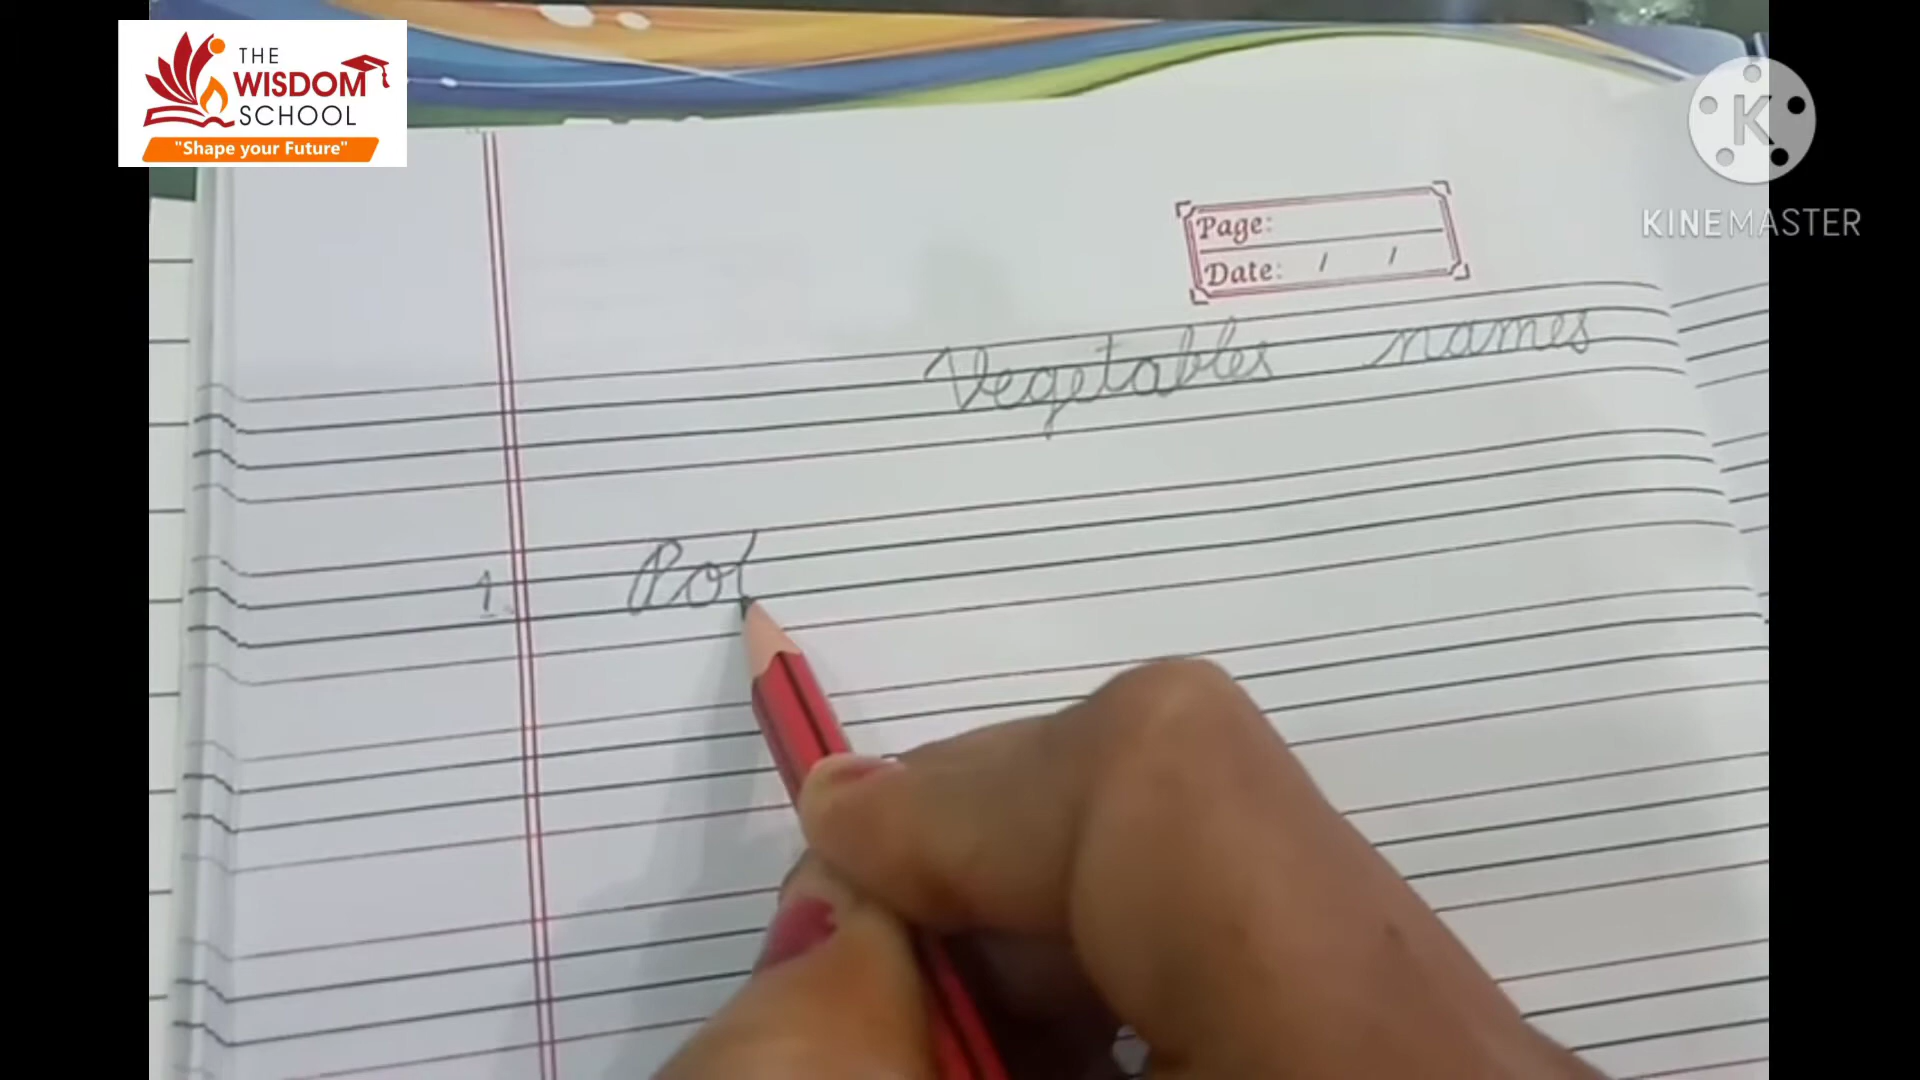 THE
WISDOM
SCHOOL
"Shape your Future"
K
KINEMASTER
Page:
Date: / /
Vegetables names
1. Pot